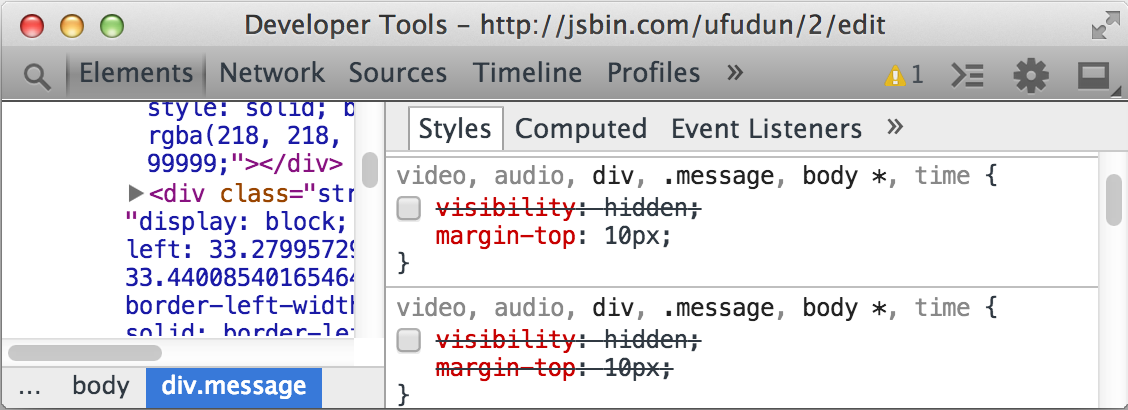 Developer Tools – http://jsbin.com/ufudun/2/edit
Elements Network Sources Timeline Profiles » 1
style: solid; b
rgba(218, 218,
99999;"></div>
▶<div class="str
"display: block;
left: 33.27995729
33.44008540165464
border-left-width
solid; border-le
... body div.message
Styles Computed Event Listeners »
video, audio, div, .message, body *, time {
visibility: hidden;
margin-top: 10px;
}
video, audio, div, .message, body *, time {
visibility: hidden;
margin-top: 10px;
}